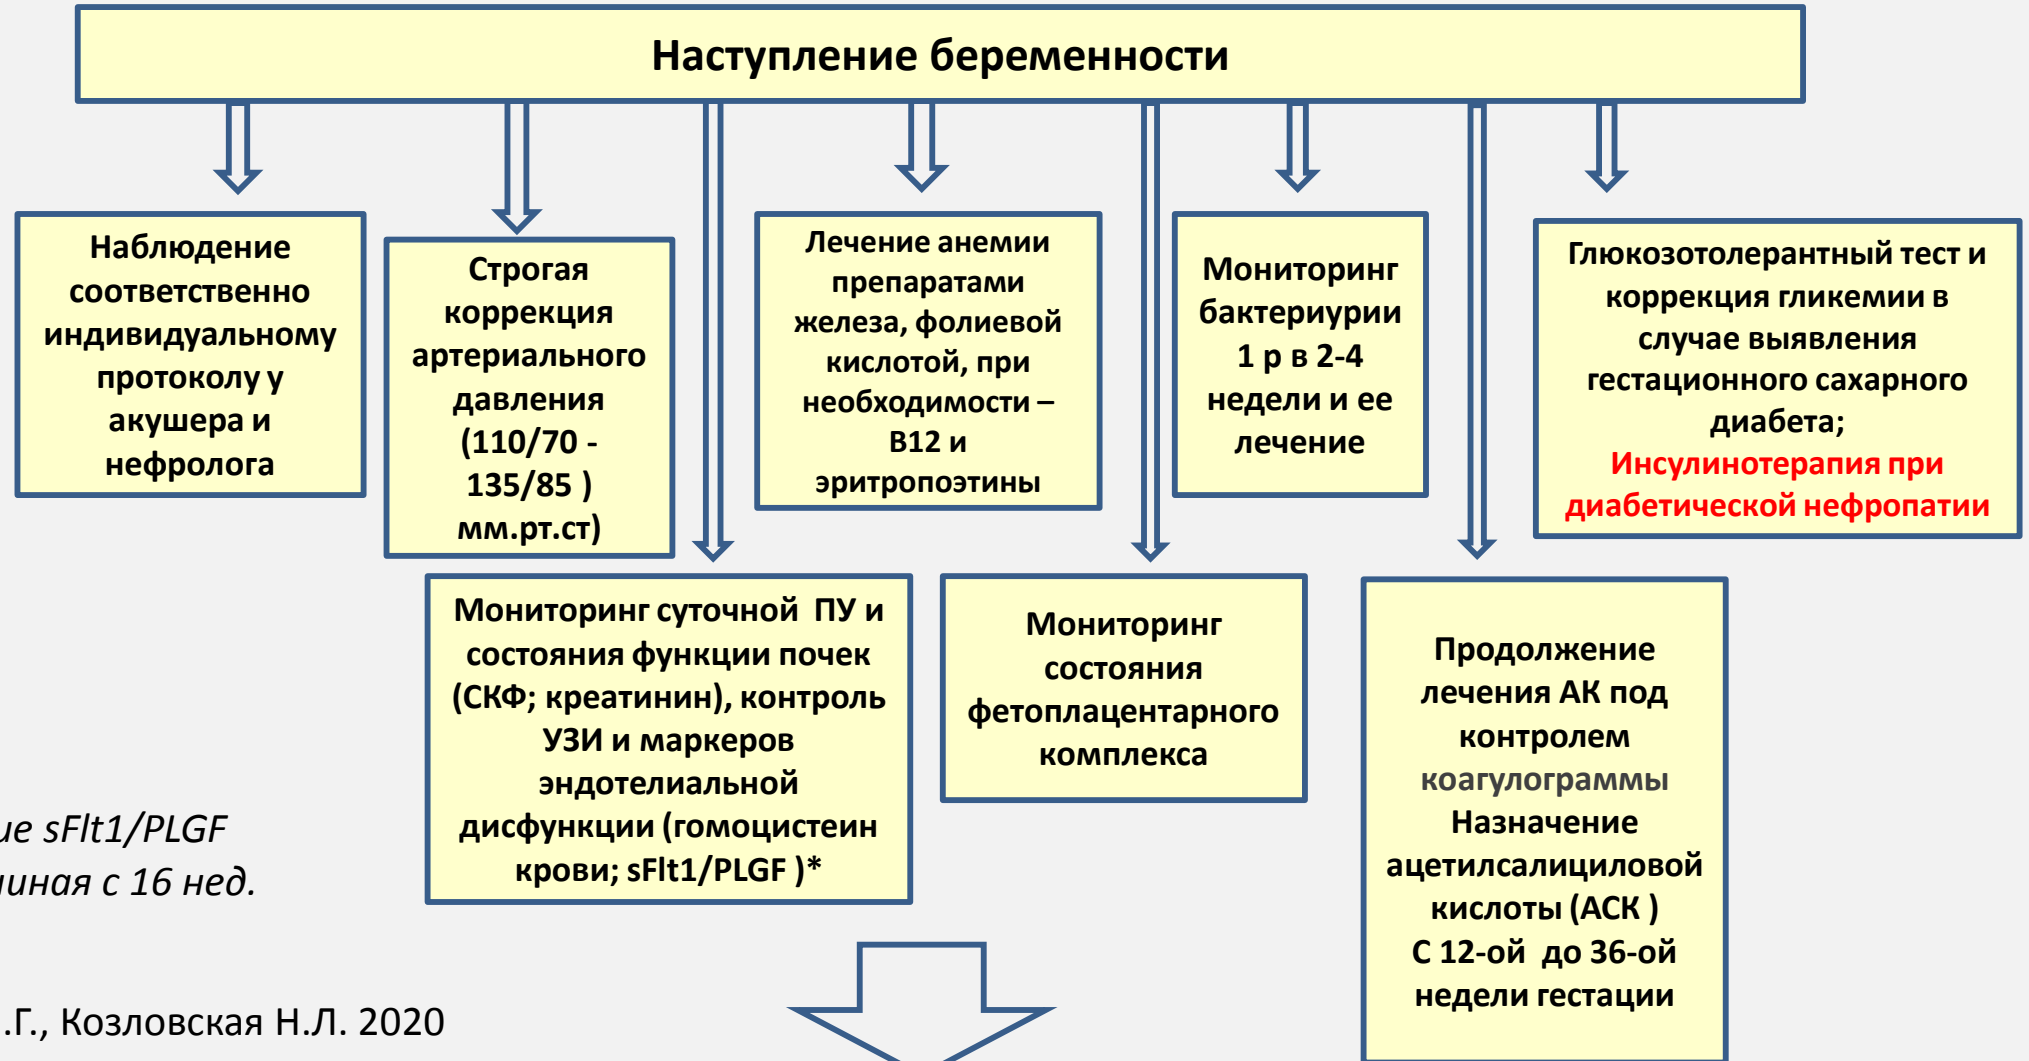 Наступление беременности
Наблюдение
соответственно
индивидуальному
протоколу у
акушера и
нефролога
Строгая
коррекция
артериального
давления
(110/70 -
135/85 )
мм.рт.ст)
Лечение анемии
препаратами
железа, фолиевой
кислотой, при
необходимости –
В12 и
эритропоэтины
Мониторинг
бактериурии
1 р в 2-4
недели и ее
лечение
Глюкозотолерантный тест и
коррекция гликемии в
случае выявления
гестационного сахарного
диабета;
Инсулинотерапия при
диабетической нефропатии
Мониторинг суточной ПУ и
состояния функции почек
(СКФ; креатинин), контроль
УЗИ и маркеров
эндотелиальной
дисфункции (гомоцистеин
крови; sFlt1/PLGF )*
Мониторинг
состояния
фетоплацентарного
комплекса
Продолжение
лечения АК под
контролем
коагулограммы
Назначение
ацетилсалициловой
кислоты (АСК )
С 12-ой до 36-ой
недели гестации
sFlt1/PLGF
с 16 нед.
.Г., Козловская Н.Л. 2020